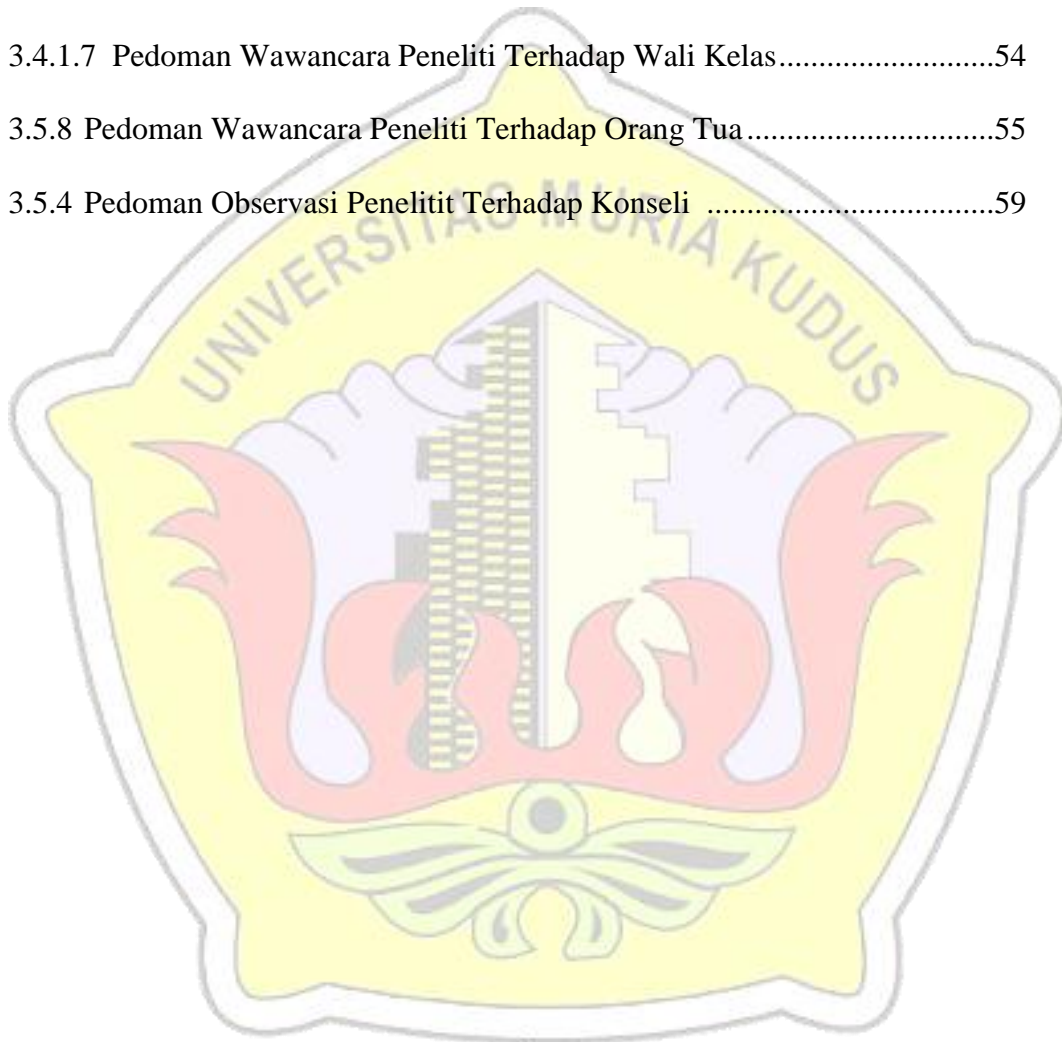 3.4.1.7 Pedoman Wawancara Peneliti Terhadap Wali Kelas...........................54
3.5.8 Pedoman Wawancara Peneliti Terhadap Orang Tua...................................55
3.5.4 Pedoman Observasi Penelitit Terhadap Konseli ....................................59
UNIVERSITAS MURIA KUDUS